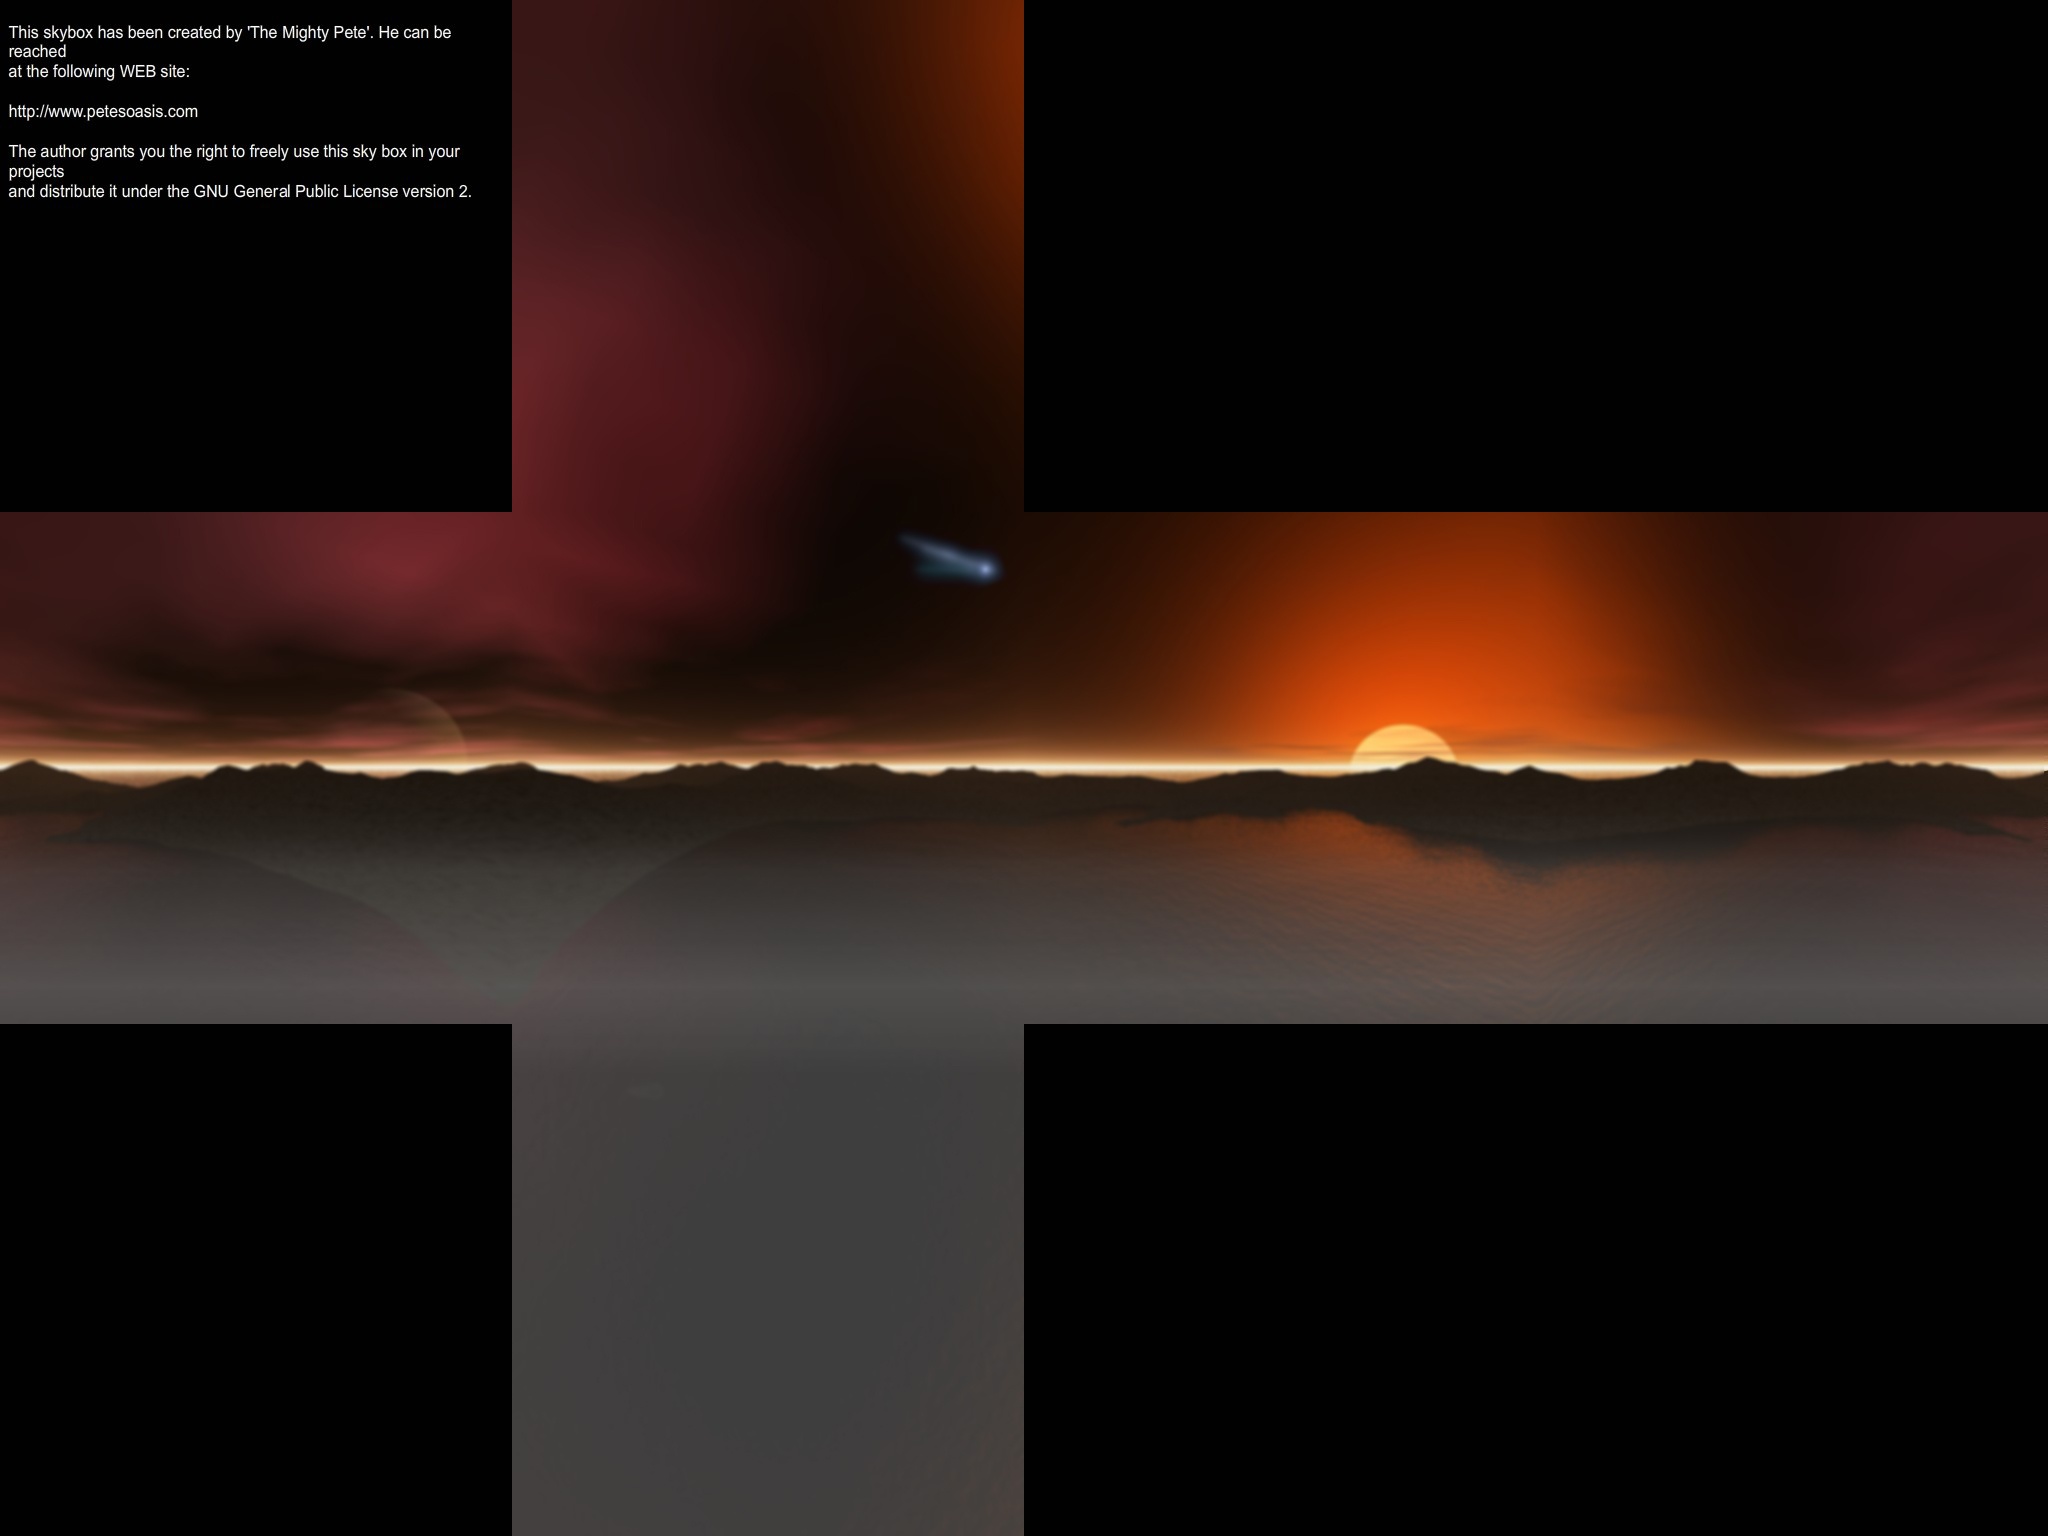 This skybox has been created by 'The Mighty Pete'. He can be
reached
at the following WEB site:
http://www.petesoasis.com
The author grants you the right to freely use this sky box in your
projects
and distribute it under the GNU General Public License version 2.